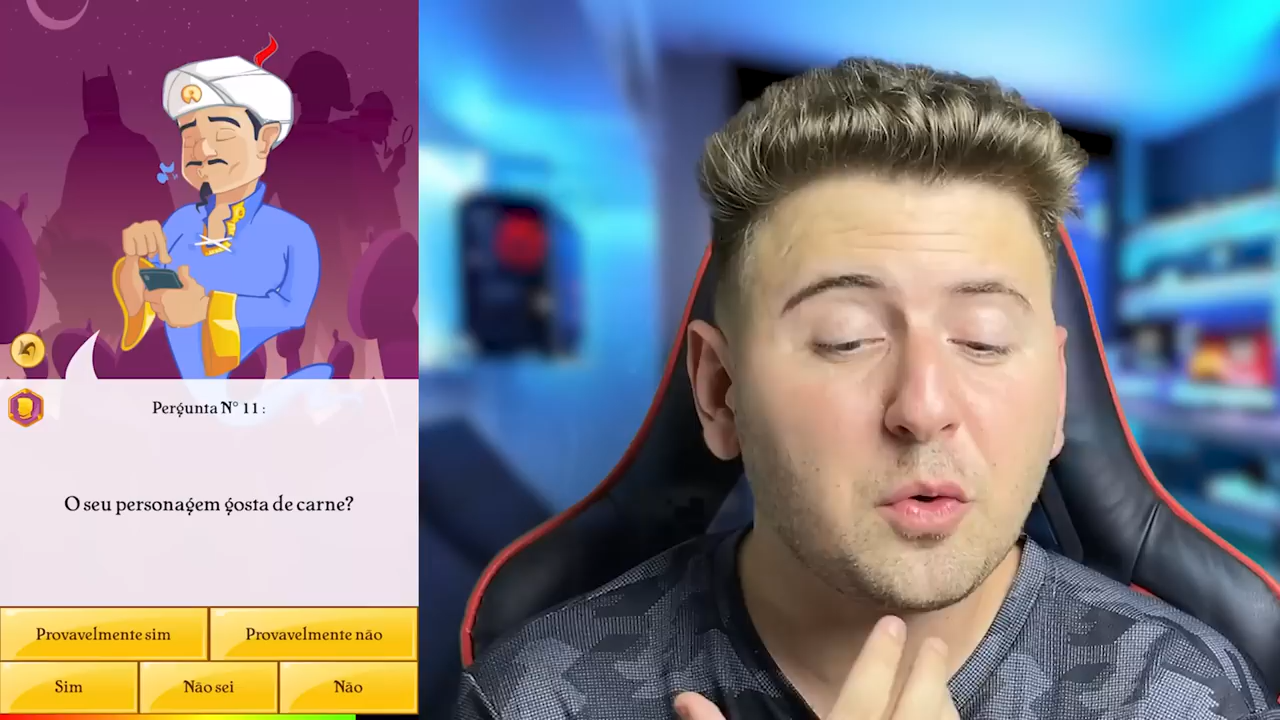 Pergunta N° 11 :
O seu personagem gosta de carne?
Provavelmente sim
Provavelmente não
Sim
Não sei
Não